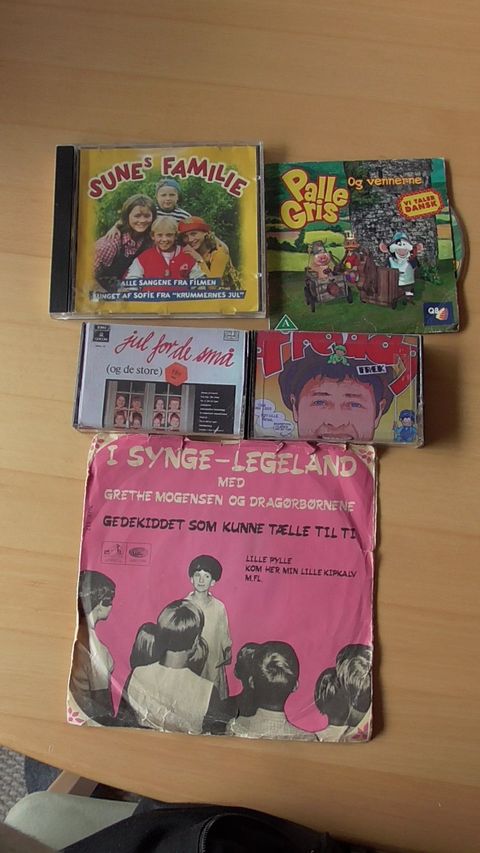 SUNES FAMILIE
ALLE SANGENE FRA FILMEN
SUNGET AF SOFIE FRA "KRUMMERNES JUL"
Palle Gris
Og vennerne
VI TALER
DANSK
A
jul for de små
(og de store)
TREK
I SYNGE-LEGELAND
MED
GRETHE MOGENSEN OG DRAGØRBØRNENE
GEDEKIDDET SOM KUNNE TÆLLE TIL TI
LILLE PYLLE
KOM HER MIN LILLE KIPKALV
M.FL.